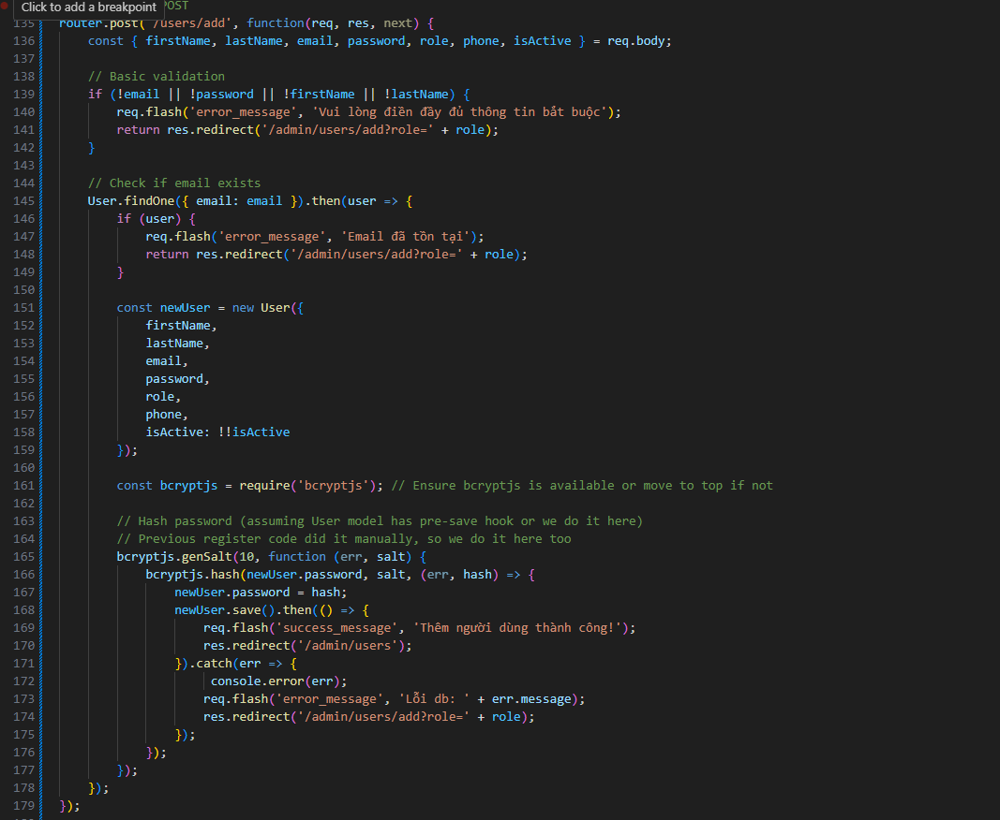 Click to add a breakpoint POST
135 router.post('/users/add', function(req, res, next) {
136 const { firstName, lastName, email, password, role, phone, isActive } = req.body;
137
138 // Basic validation
139 if (!email || !password || !firstName || !lastName) {
140 req.flash('error_message', 'Vui lòng điền đầy đủ thông tin bắt buộc');
141 return res.redirect('/admin/users/add?role=' + role);
142 }
143
144 // Check if email exists
145 User.findOne({ email: email }).then(user => {
146 if (user) {
147 req.flash('error_message', 'Email đã tồn tại');
148 return res.redirect('/admin/users/add?role=' + role);
149 }
150
151 const newUser = new User({
152 firstName,
153 lastName,
154 email,
155 password,
156 role,
157 phone,
158 isActive: !!isActive
159 });
160
161 const bcryptjs = require('bcryptjs'); // Ensure bcryptjs is available or move to top if not
162
163 // Hash password (assuming User model has pre-save hook or we do it here)
164 // Previous register code did it manually, so we do it here too
165 bcryptjs.genSalt(10, function (err, salt) {
166 bcryptjs.hash(newUser.password, salt, (err, hash) => {
167 newUser.password = hash;
168 newUser.save().then(() => {
169 req.flash('success_message', 'Thêm người dùng thành công!');
170 res.redirect('/admin/users');
171 }).catch(err => {
172 console.error(err);
173 req.flash('error_message', 'Lỗi db: ' + err.message);
174 res.redirect('/admin/users/add?role=' + role);
175 });
176 });
177 });
178 });
179 });